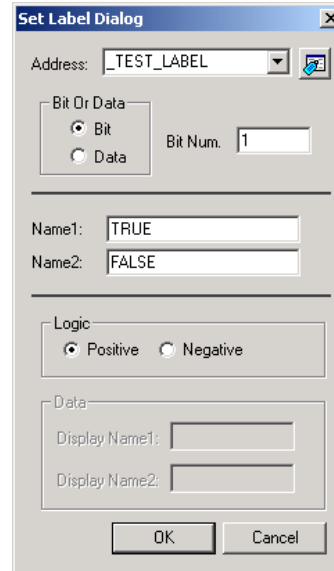 Set Label Dialog
Address: _TEST_LABEL
Bit Or Data
Bit
Data
Bit Num. 1
Name1: TRUE
Name2: FALSE
Logic
Positive Negative
Data
Display Name1:
Display Name2:
OK Cancel